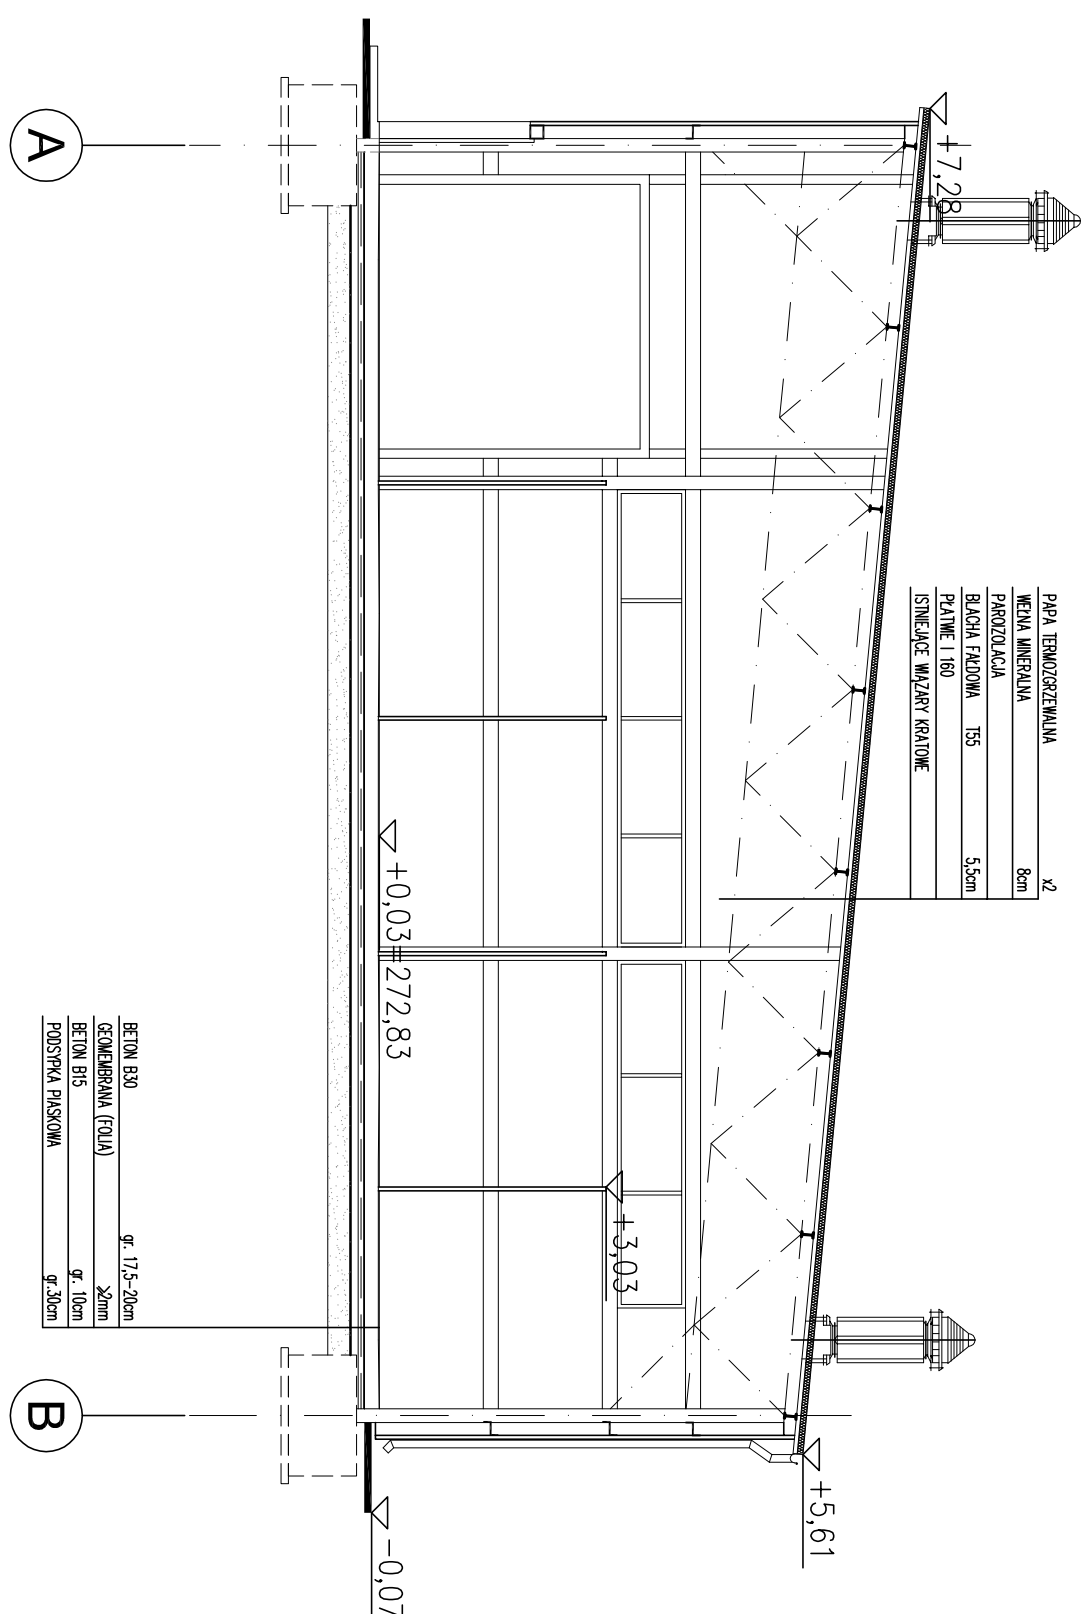 PAPA TERMOZGRZEWALNA x2
WEŁNA MINERALNA 8cm
PAROIZOLACJA
BLACHA FAŁDOWA T55 5,5cm
PŁATWIE I 160
ISTNIEJĄCE WIĄZARY KRATOWE
+7,28
+5,61
+3,03
+0,03=272,83
-0,07
BETON B30 gr. 17,5-20cm
GEOMEMBRANA (FOLIA) >2mm
BETON B15 gr. 10cm
PODSYPKA PIASKOWA gr.30cm
A
B